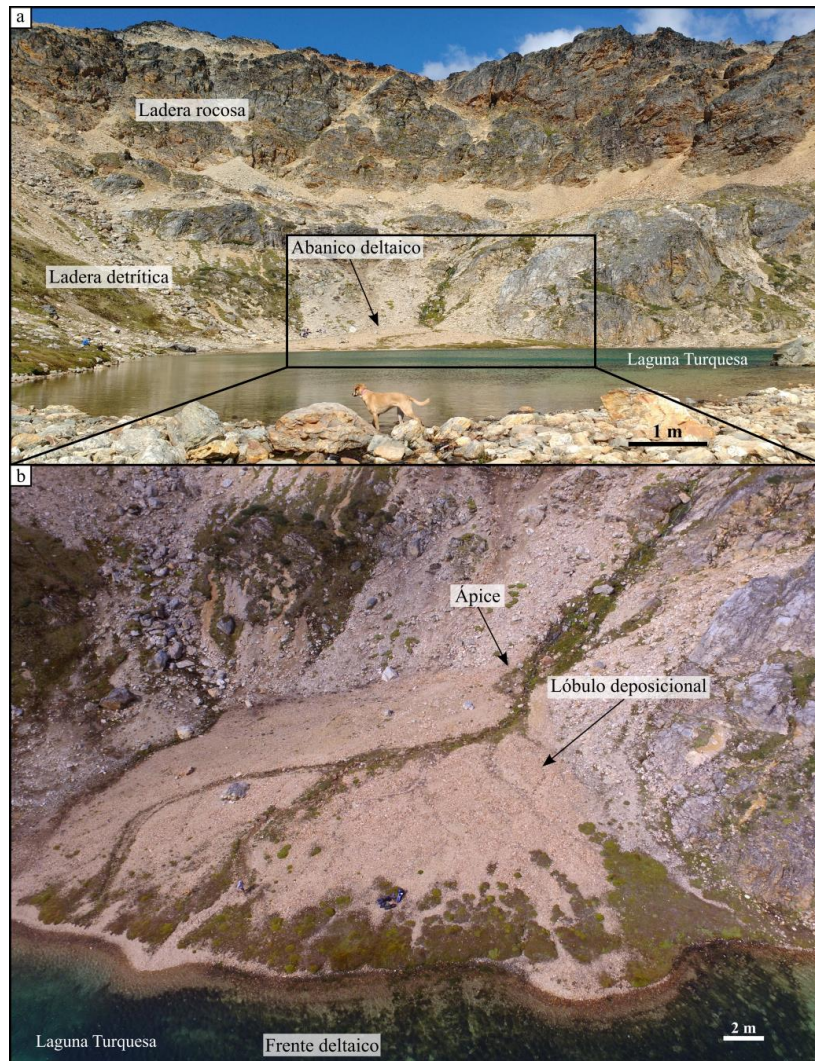 a
Ladera rocosa
Abanico deltaico
Ladera detrítica
Laguna Turquesa
1 m
b
Ápice
Lóbulo deposicional
2 m
Laguna Turquesa
Frente deltaico